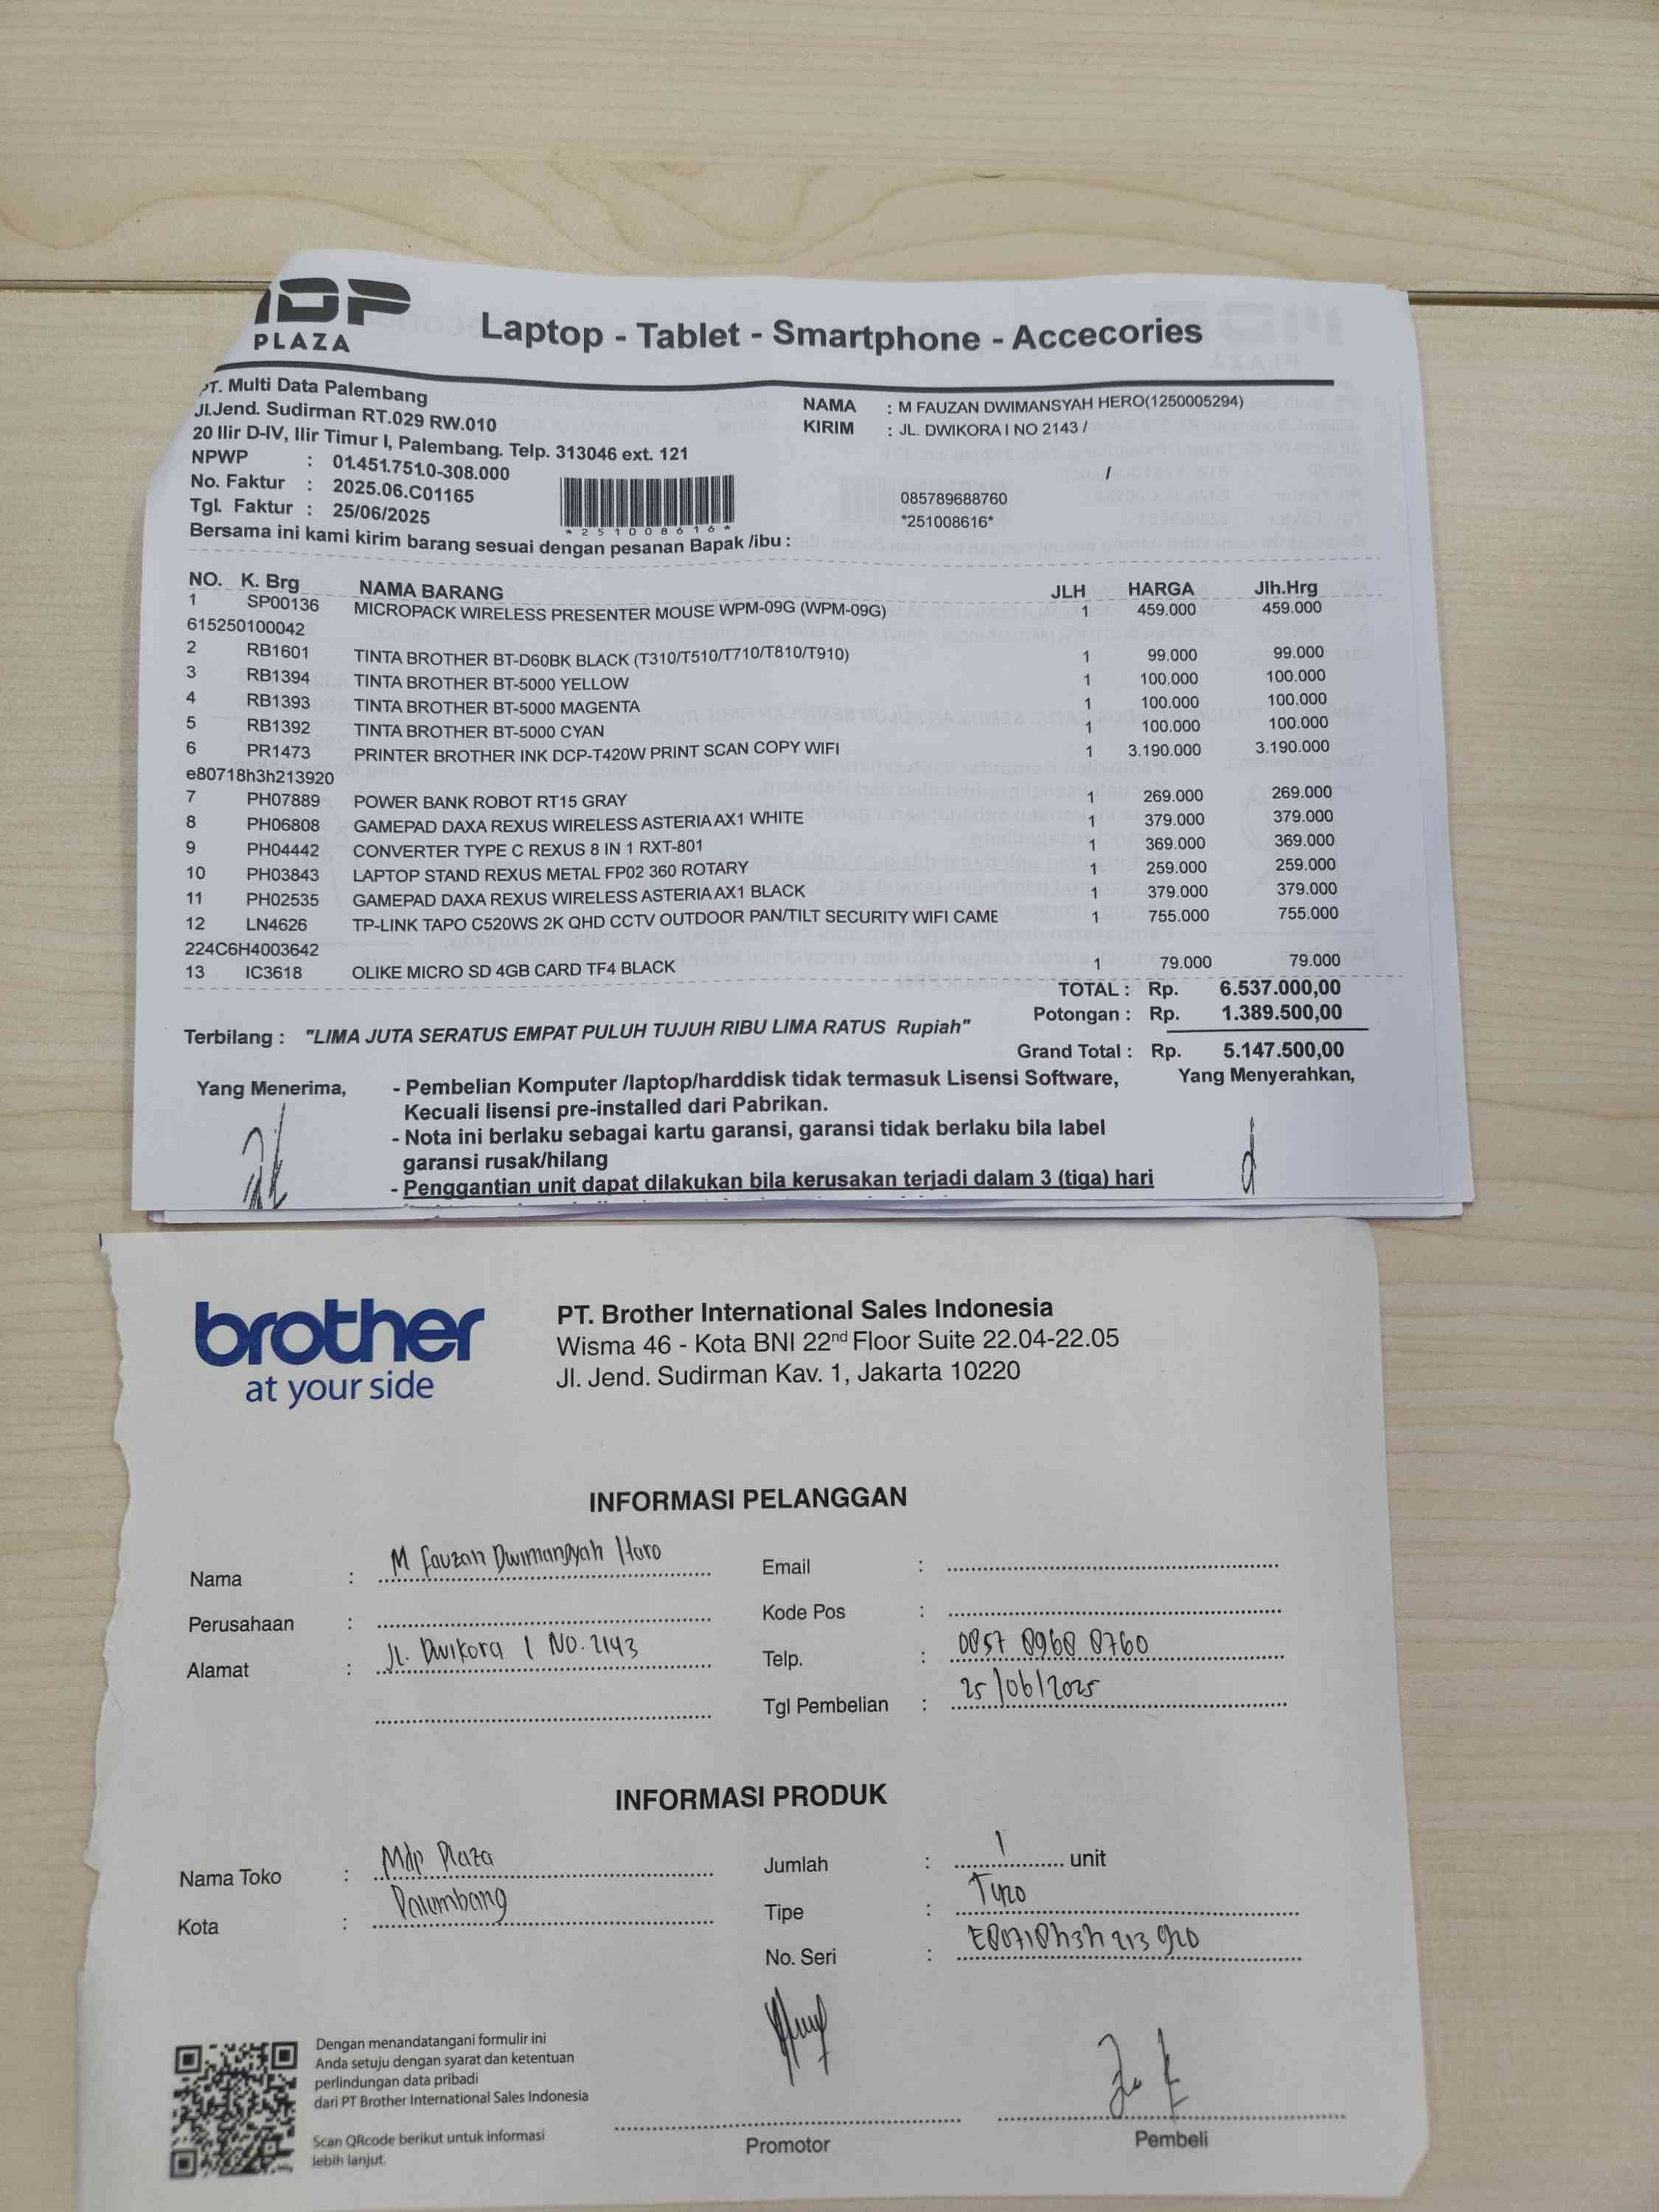 MDP
PLAZA
Laptop - Tablet - Smartphone - Accecories
PT. Multi Data Palembang
Jl.Jend. Sudirman RT.029 RW.010
20 Ilir D-IV, Ilir Timur I, Palembang. Telp. 313046 ext. 121
NPWP : 01.451.751.0-308.000
No. Faktur : 2025.06.C01165
Tgl. Faktur : 25/06/2025
NAMA : M FAUZAN DWIMANSYAH HERO(1250005294)
KIRIM : JL. DWIKORA I NO 2143 /
/
085789688760
*251008616*
*251008616*
Bersama ini kami kirim barang sesuai dengan pesanan Bapak /ibu :
NO. K. Brg NAMA BARANG JLH HARGA Jlh.Hrg
1 SP00136 MICROPACK WIRELESS PRESENTER MOUSE WPM-09G (WPM-09G) 1 459.000 459.000
615250100042
2 RB1601 TINTA BROTHER BT-D60BK BLACK (T310/T510/T710/T810/T910) 1 99.000 99.000
3 RB1394 TINTA BROTHER BT-5000 YELLOW 1 100.000 100.000
4 RB1393 TINTA BROTHER BT-5000 MAGENTA 1 100.000 100.000
5 RB1392 TINTA BROTHER BT-5000 CYAN 1 100.000 100.000
6 PR1473 PRINTER BROTHER INK DCP-T420W PRINT SCAN COPY WIFI 1 3.190.000 3.190.000
e80718h3h213920
7 PH07889 POWER BANK ROBOT RT15 GRAY 1 269.000 269.000
8 PH06808 GAMEPAD DAXA REXUS WIRELESS ASTERIA AX1 WHITE 1 379.000 379.000
9 PH04442 CONVERTER TYPE C REXUS 8 IN 1 RXT-801 1 369.000 369.000
10 PH03843 LAPTOP STAND REXUS METAL FP02 360 ROTARY 1 259.000 259.000
11 PH02535 GAMEPAD DAXA REXUS WIRELESS ASTERIA AX1 BLACK 1 379.000 379.000
12 LN4626 TP-LINK TAPO C520WS 2K QHD CCTV OUTDOOR PAN/TILT SECURITY WIFI CAME 1 755.000 755.000
224C6H4003642
13 IC3618 OLIKE MICRO SD 4GB CARD TF4 BLACK 1 79.000 79.000
TOTAL : Rp. 6.537.000,00
Potongan : Rp. 1.389.500,00
Terbilang : "LIMA JUTA SERATUS EMPAT PULUH TUJUH RIBU LIMA RATUS Rupiah"
Grand Total : Rp. 5.147.500,00
Yang Menerima,
- Pembelian Komputer /laptop/harddisk tidak termasuk Lisensi Software,
Kecuali lisensi pre-installed dari Pabrikan.
- Nota ini berlaku sebagai kartu garansi, garansi tidak berlaku bila label
garansi rusak/hilang
- Penggantian unit dapat dilakukan bila kerusakan terjadi dalam 3 (tiga) hari
Yang Menyerahkan,
brother
at your side
PT. Brother International Sales Indonesia
Wisma 46 - Kota BNI 22nd Floor Suite 22.04-22.05
Jl. Jend. Sudirman Kav. 1, Jakarta 10220
INFORMASI PELANGGAN
Nama : M Fauzan Dwimansyah Hero
Perusahaan :
Alamat : Jl. Dwikora 1 No. 2143
Email :
Kode Pos :
Telp. : 0857 8968 8760
Tgl Pembelian : 25/06/2025
INFORMASI PRODUK
Nama Toko : Mdp Plaza
Kota : Palembang
Jumlah : 1 unit
Tipe : T420
No. Seri : E80718h3h213920
Dengan menandatangani formulir ini
Anda setuju dengan syarat dan ketentuan
perlindungan data pribadi
dari PT Brother International Sales Indonesia
Scan QRcode berikut untuk informasi
lebih lanjut.
Promotor
Pembeli